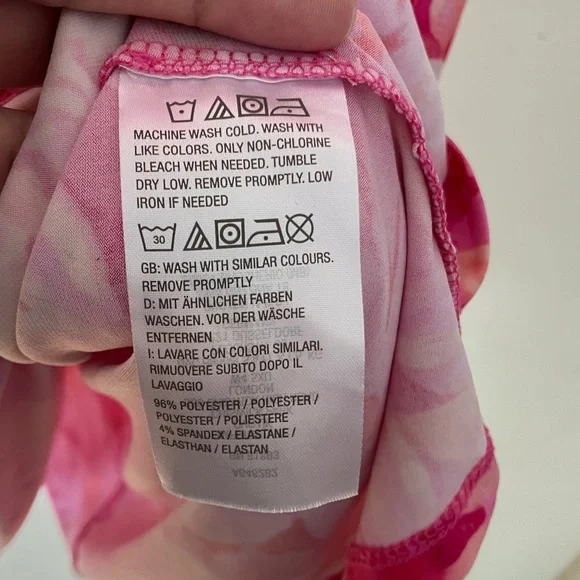 MACHINE WASH COLD. WASH WITH
LIKE COLORS. ONLY NON-CHLORINE
BLEACH WHEN NEEDED. TUMBLE
DRY LOW. REMOVE PROMPTLY. LOW
IRON IF NEEDED
30
GB: WASH WITH SIMILAR COLOURS.
REMOVE PROMPTLY
D: MIT ÄHNLICHEN FARBEN
WASCHEN. VOR DER WÄSCHE
ENTFERNEN
I: LAVARE CON COLORI SIMILARI.
RIMUOVERE SUBITO DOPO IL
LAVAGGIO
96% POLYESTER / POLYESTER /
POLYESTER / POLIESTERE
4% SPANDEX / ELASTANE /
ELASTHAN / ELASTAN